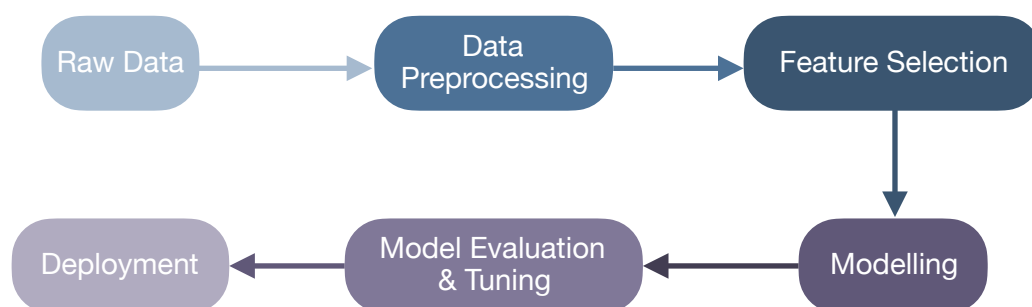 Raw Data
Data
Preprocessing
Feature Selection
Modelling
Model Evaluation
& Tuning
Deployment